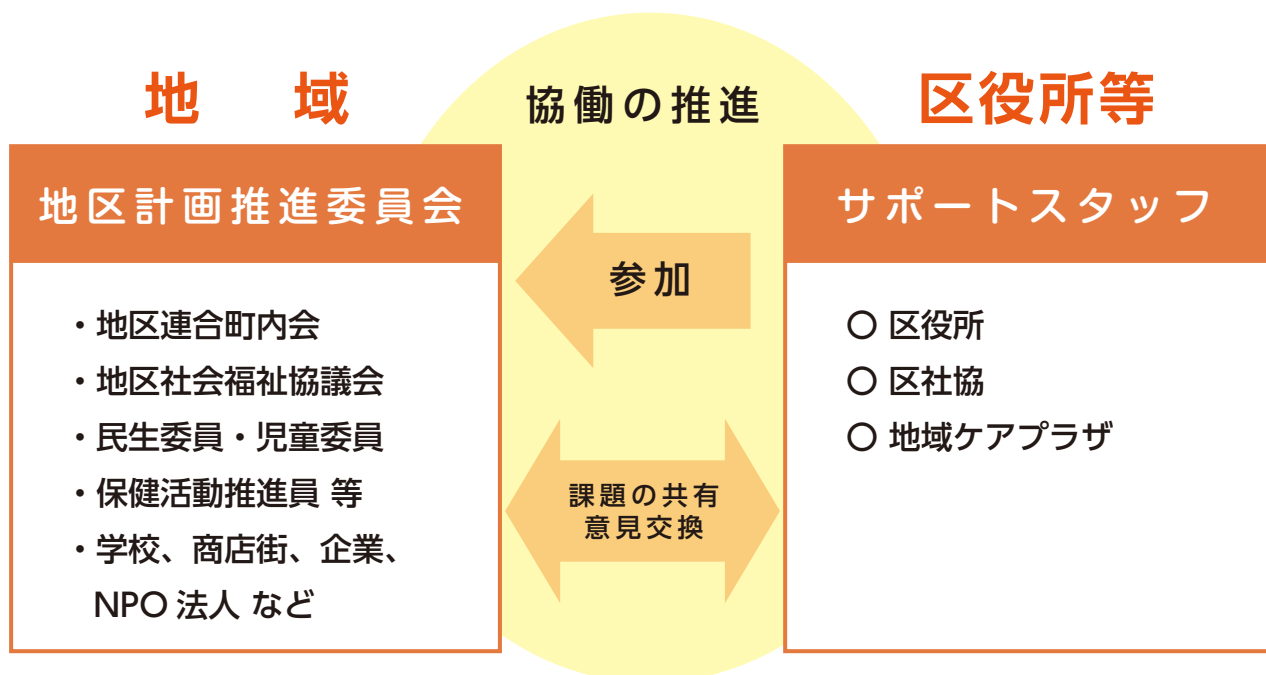 地 域
協働の推進
区役所等
地区計画推進委員会
・地区連合町内会
・地区社会福祉協議会
・民生委員・児童委員
・保健活動推進員 等
・学校、商店街、企業、
NPO 法人 など
参加
課題の共有
意見交換
サポートスタッフ
○ 区役所
○ 区社協
○ 地域ケアプラザ